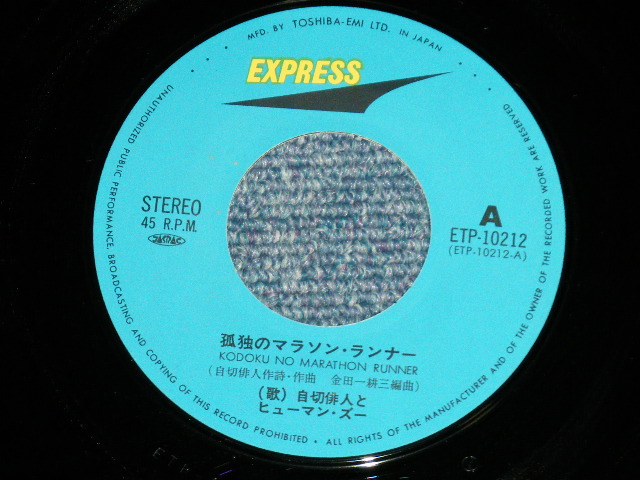 MFD. BY TOSHIBA-EMI LTD. IN JAPAN
EXPRESS
STEREO
45 R.P.M.
JASRAC
A
ETP-10212
(ETP-10212-A)
孤独のマラソン・ランナー
KODOKU NO MARATHON RUNNER
(自切俳人作詩・作曲 金田一耕三編曲)
(歌) 自切俳人と
ヒューマン・ズー
UNAUTHORIZED PUBLIC PERFORMANCE, BROADCASTING AND COPYING OF THIS RECORD PROHIBITED • ALL RIGHTS OF THE MANUFACTURER AND OF THE OWNER OF THE RECORDED WORK ARE RESERVED